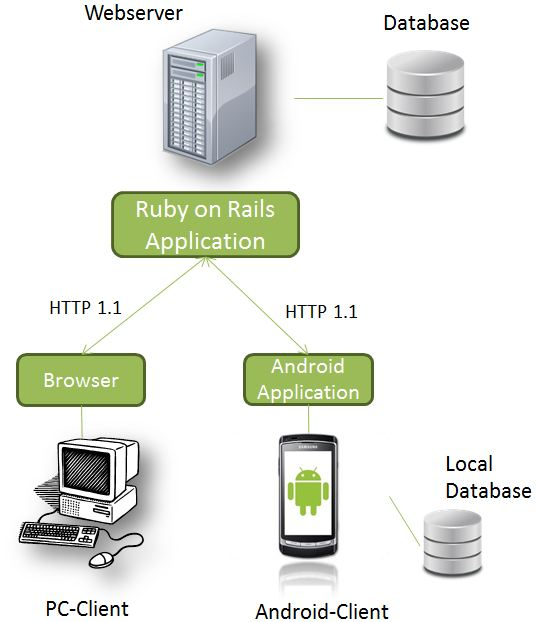 Webserver
Database
Ruby on Rails
Application
HTTP 1.1
HTTP 1.1
Browser
Android
Application
SAMSUNG
Local
Database
PC-Client
Android-Client